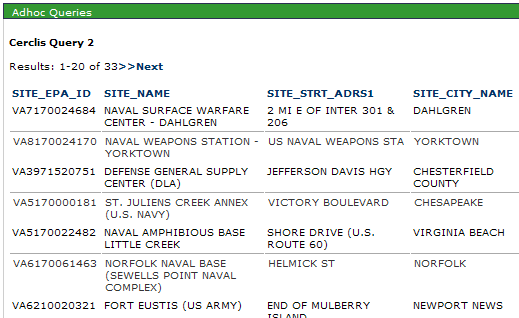 Adhoc Queries
Cerclis Query 2
Results: 1-20 of 33>>Next
SITE_EPA_ID SITE_NAME SITE_STRT_ADRS1 SITE_CITY_NAME
VA7170024684 NAVAL SURFACE WARFARE 2 MI E OF INTER 301 & DAHLGREN
CENTER - DAHLGREN 206
VA8170024170 NAVAL WEAPONS STATION - US NAVAL WEAPONS STA YORKTOWN
YORKTOWN
VA3971520751 DEFENSE GENERAL SUPPLY JEFFERSON DAVIS HGY CHESTERFIELD
CENTER (DLA) COUNTY
VA5170000181 ST. JULIENS CREEK ANNEX VICTORY BOULEVARD CHESAPEAKE
(U.S. NAVY)
VA5170022482 NAVAL AMPHIBIOUS BASE SHORE DRIVE (U.S. VIRGINIA BEACH
LITTLE CREEK ROUTE 60)
VA6170061463 NORFOLK NAVAL BASE HELMICK ST NORFOLK
(SEWELLS POINT NAVAL
COMPLEX)
VA6210020321 FORT EUSTIS (US ARMY) END OF MULBERRY NEWPORT NEWS
ISLAND